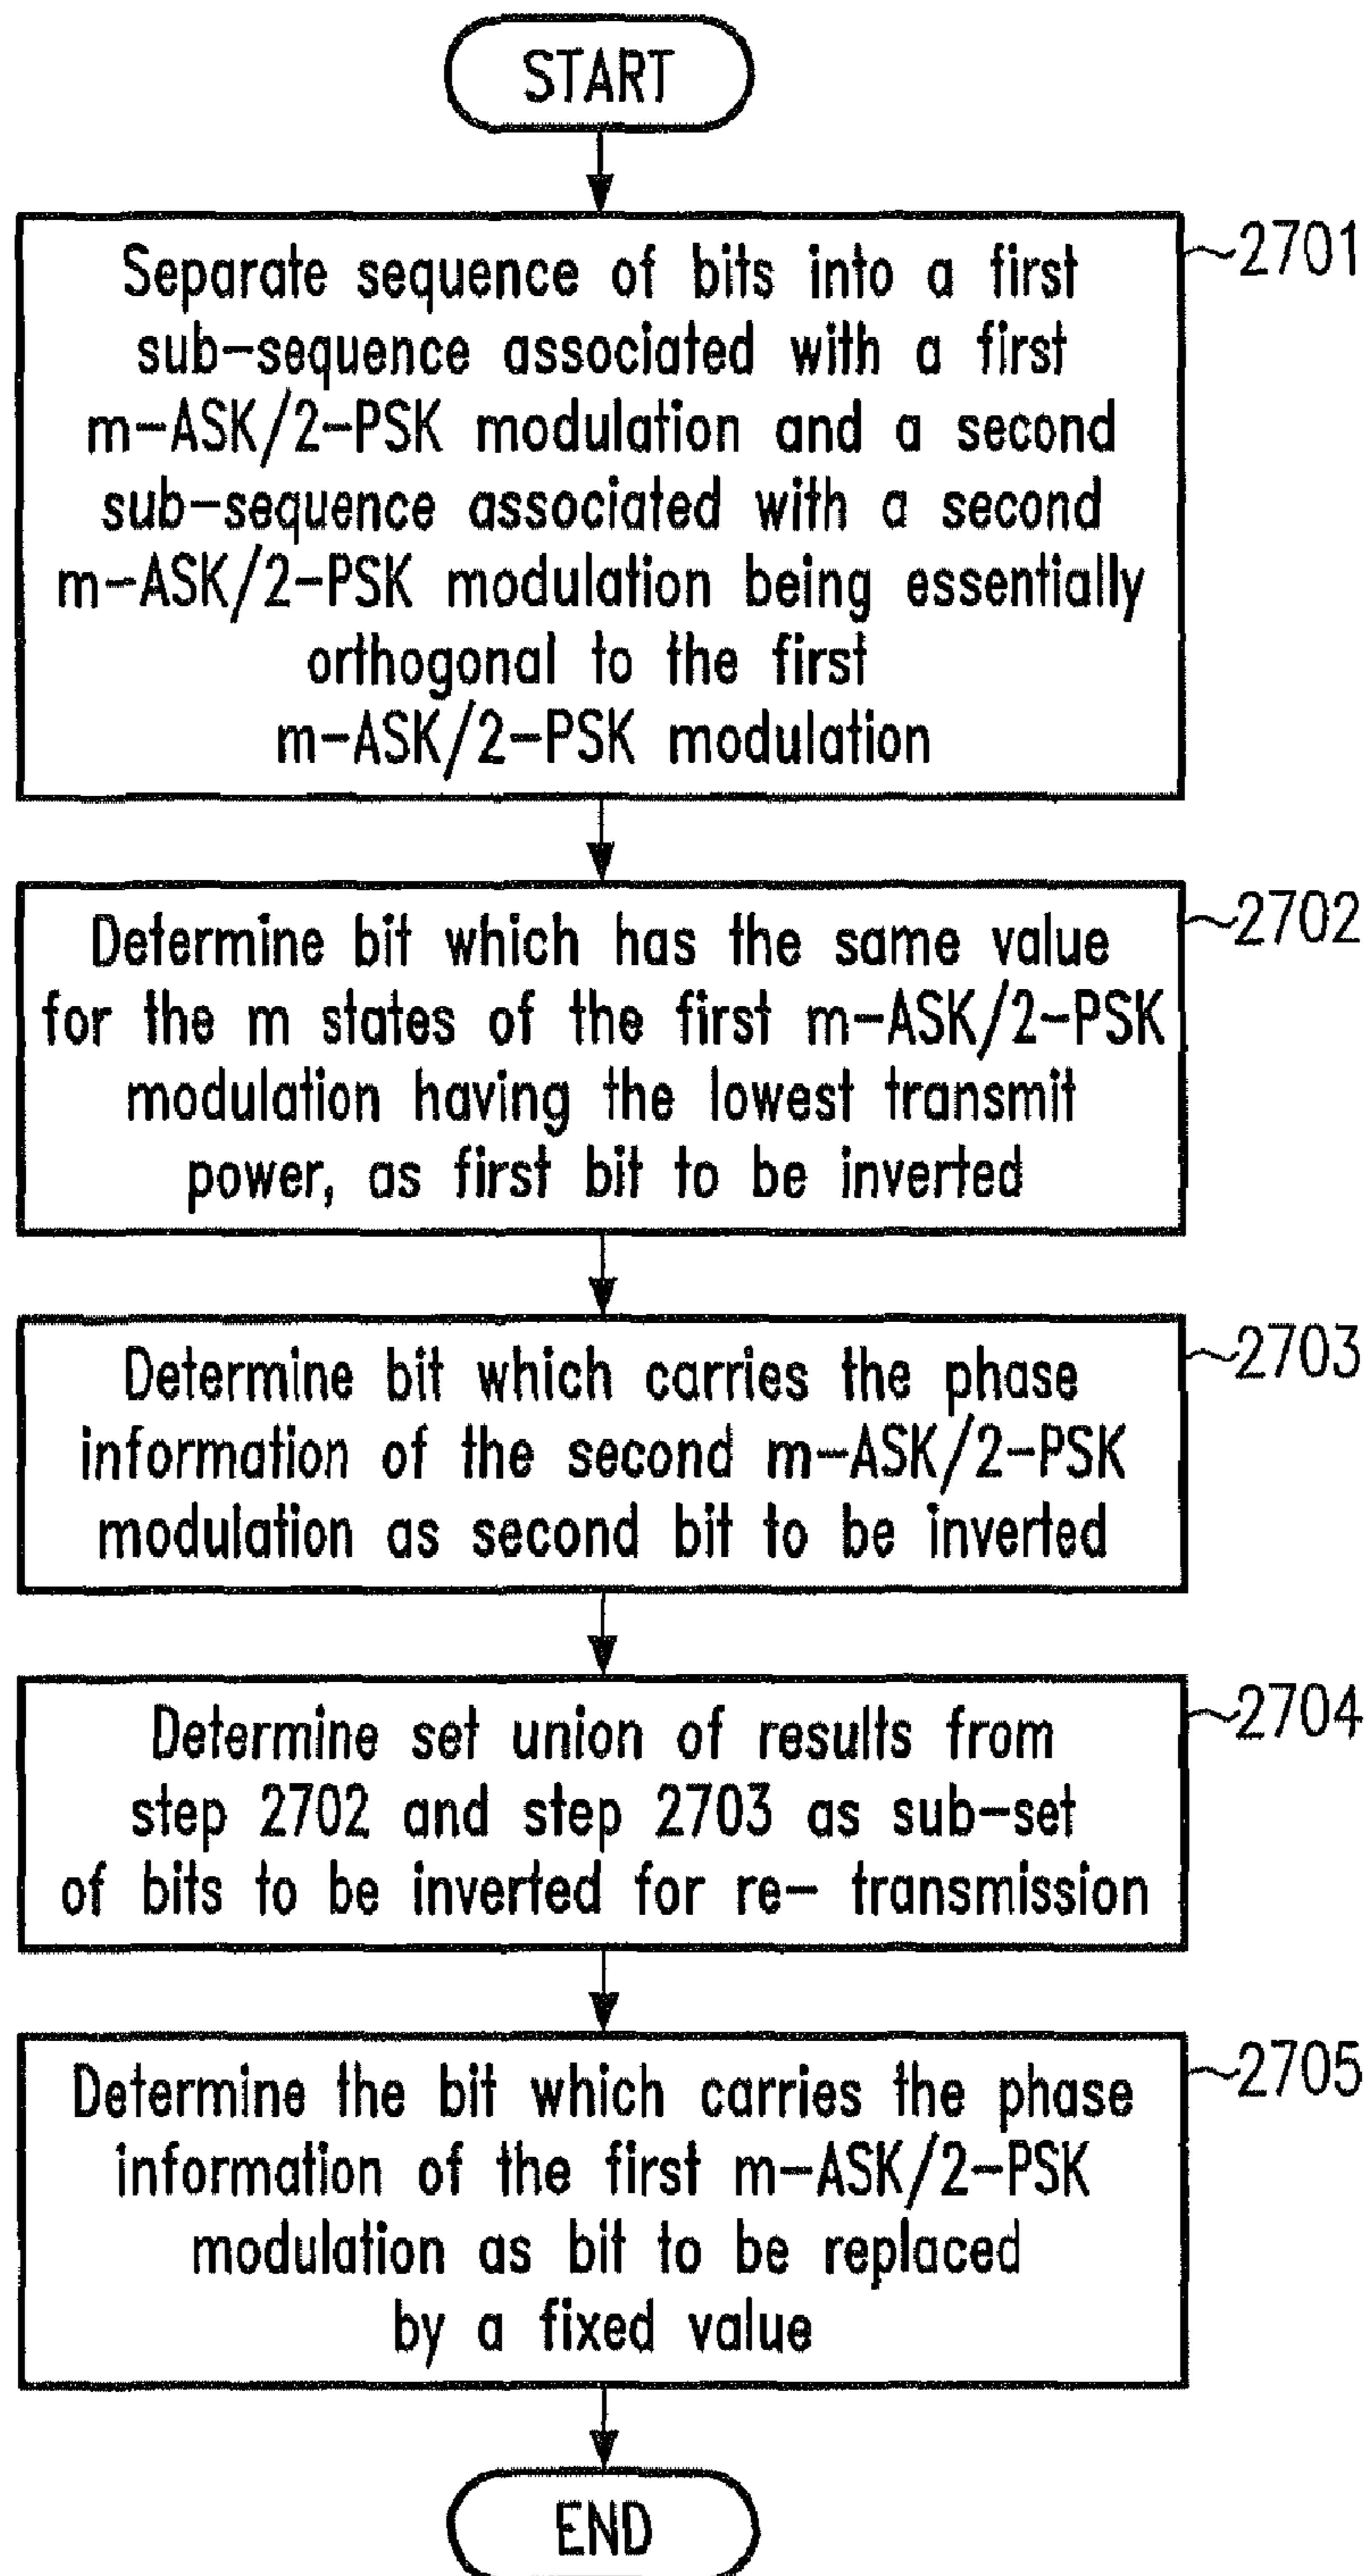 START
Separate sequence of bits into a first
sub-sequence associated with a first
m-ASK/2-PSK modulation and a second
sub-sequence associated with a second
m-ASK/2-PSK modulation being essentially
orthogonal to the first
m-ASK/2-PSK modulation
2701
Determine bit which has the same value
for the m states of the first m-ASK/2-PSK
modulation having the lowest transmit
power, as first bit to be inverted
2702
Determine bit which carries the phase
information of the second m-ASK/2-PSK
modulation as second bit to be inverted
2703
Determine set union of results from
step 2702 and step 2703 as sub-set
of bits to be inverted for re- transmission
2704
Determine the bit which carries the phase
information of the first m-ASK/2-PSK
modulation as bit to be replaced
by a fixed value
2705
END